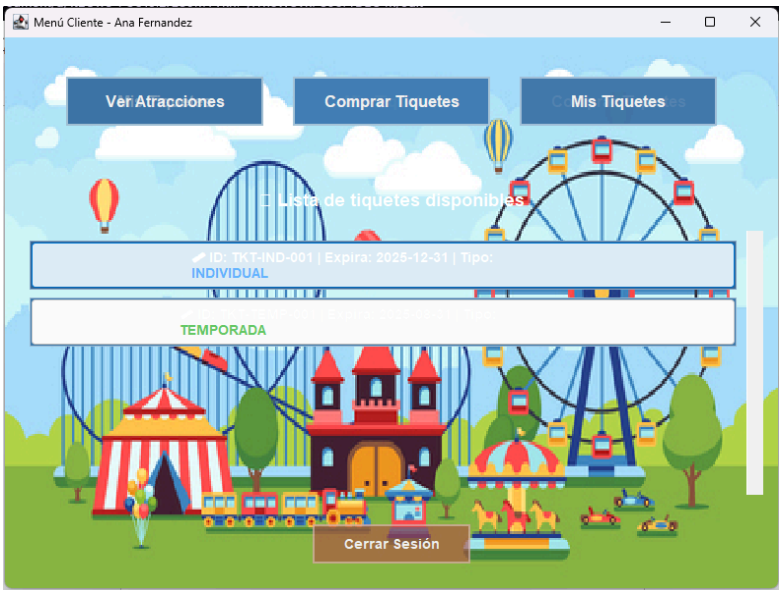 Menú Cliente - Ana Fernandez
Ver Atracciones
Comprar Tiquetes
Mis Tiquetes
Lista de tiquetes disponibles
ID: TKT-IND-001 | Expira: 2025-12-31 | Tipo:
INDIVIDUAL
TEMPORADA
Cerrar Sesión